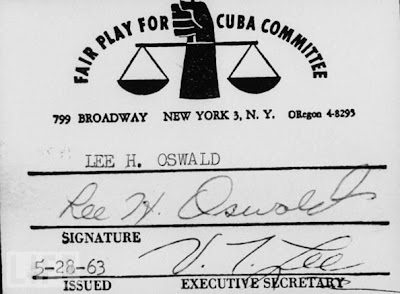 FAIR PLAY FOR CUBA COMMITTEE
799 BROADWAY NEW YORK 3, N. Y. ORegon 4-8295
LEE H. OSWALD
Lee H. Oswald
SIGNATURE
5-28-63 V. T. Lee
ISSUED EXECUTIVE SECRETARY
LIFE